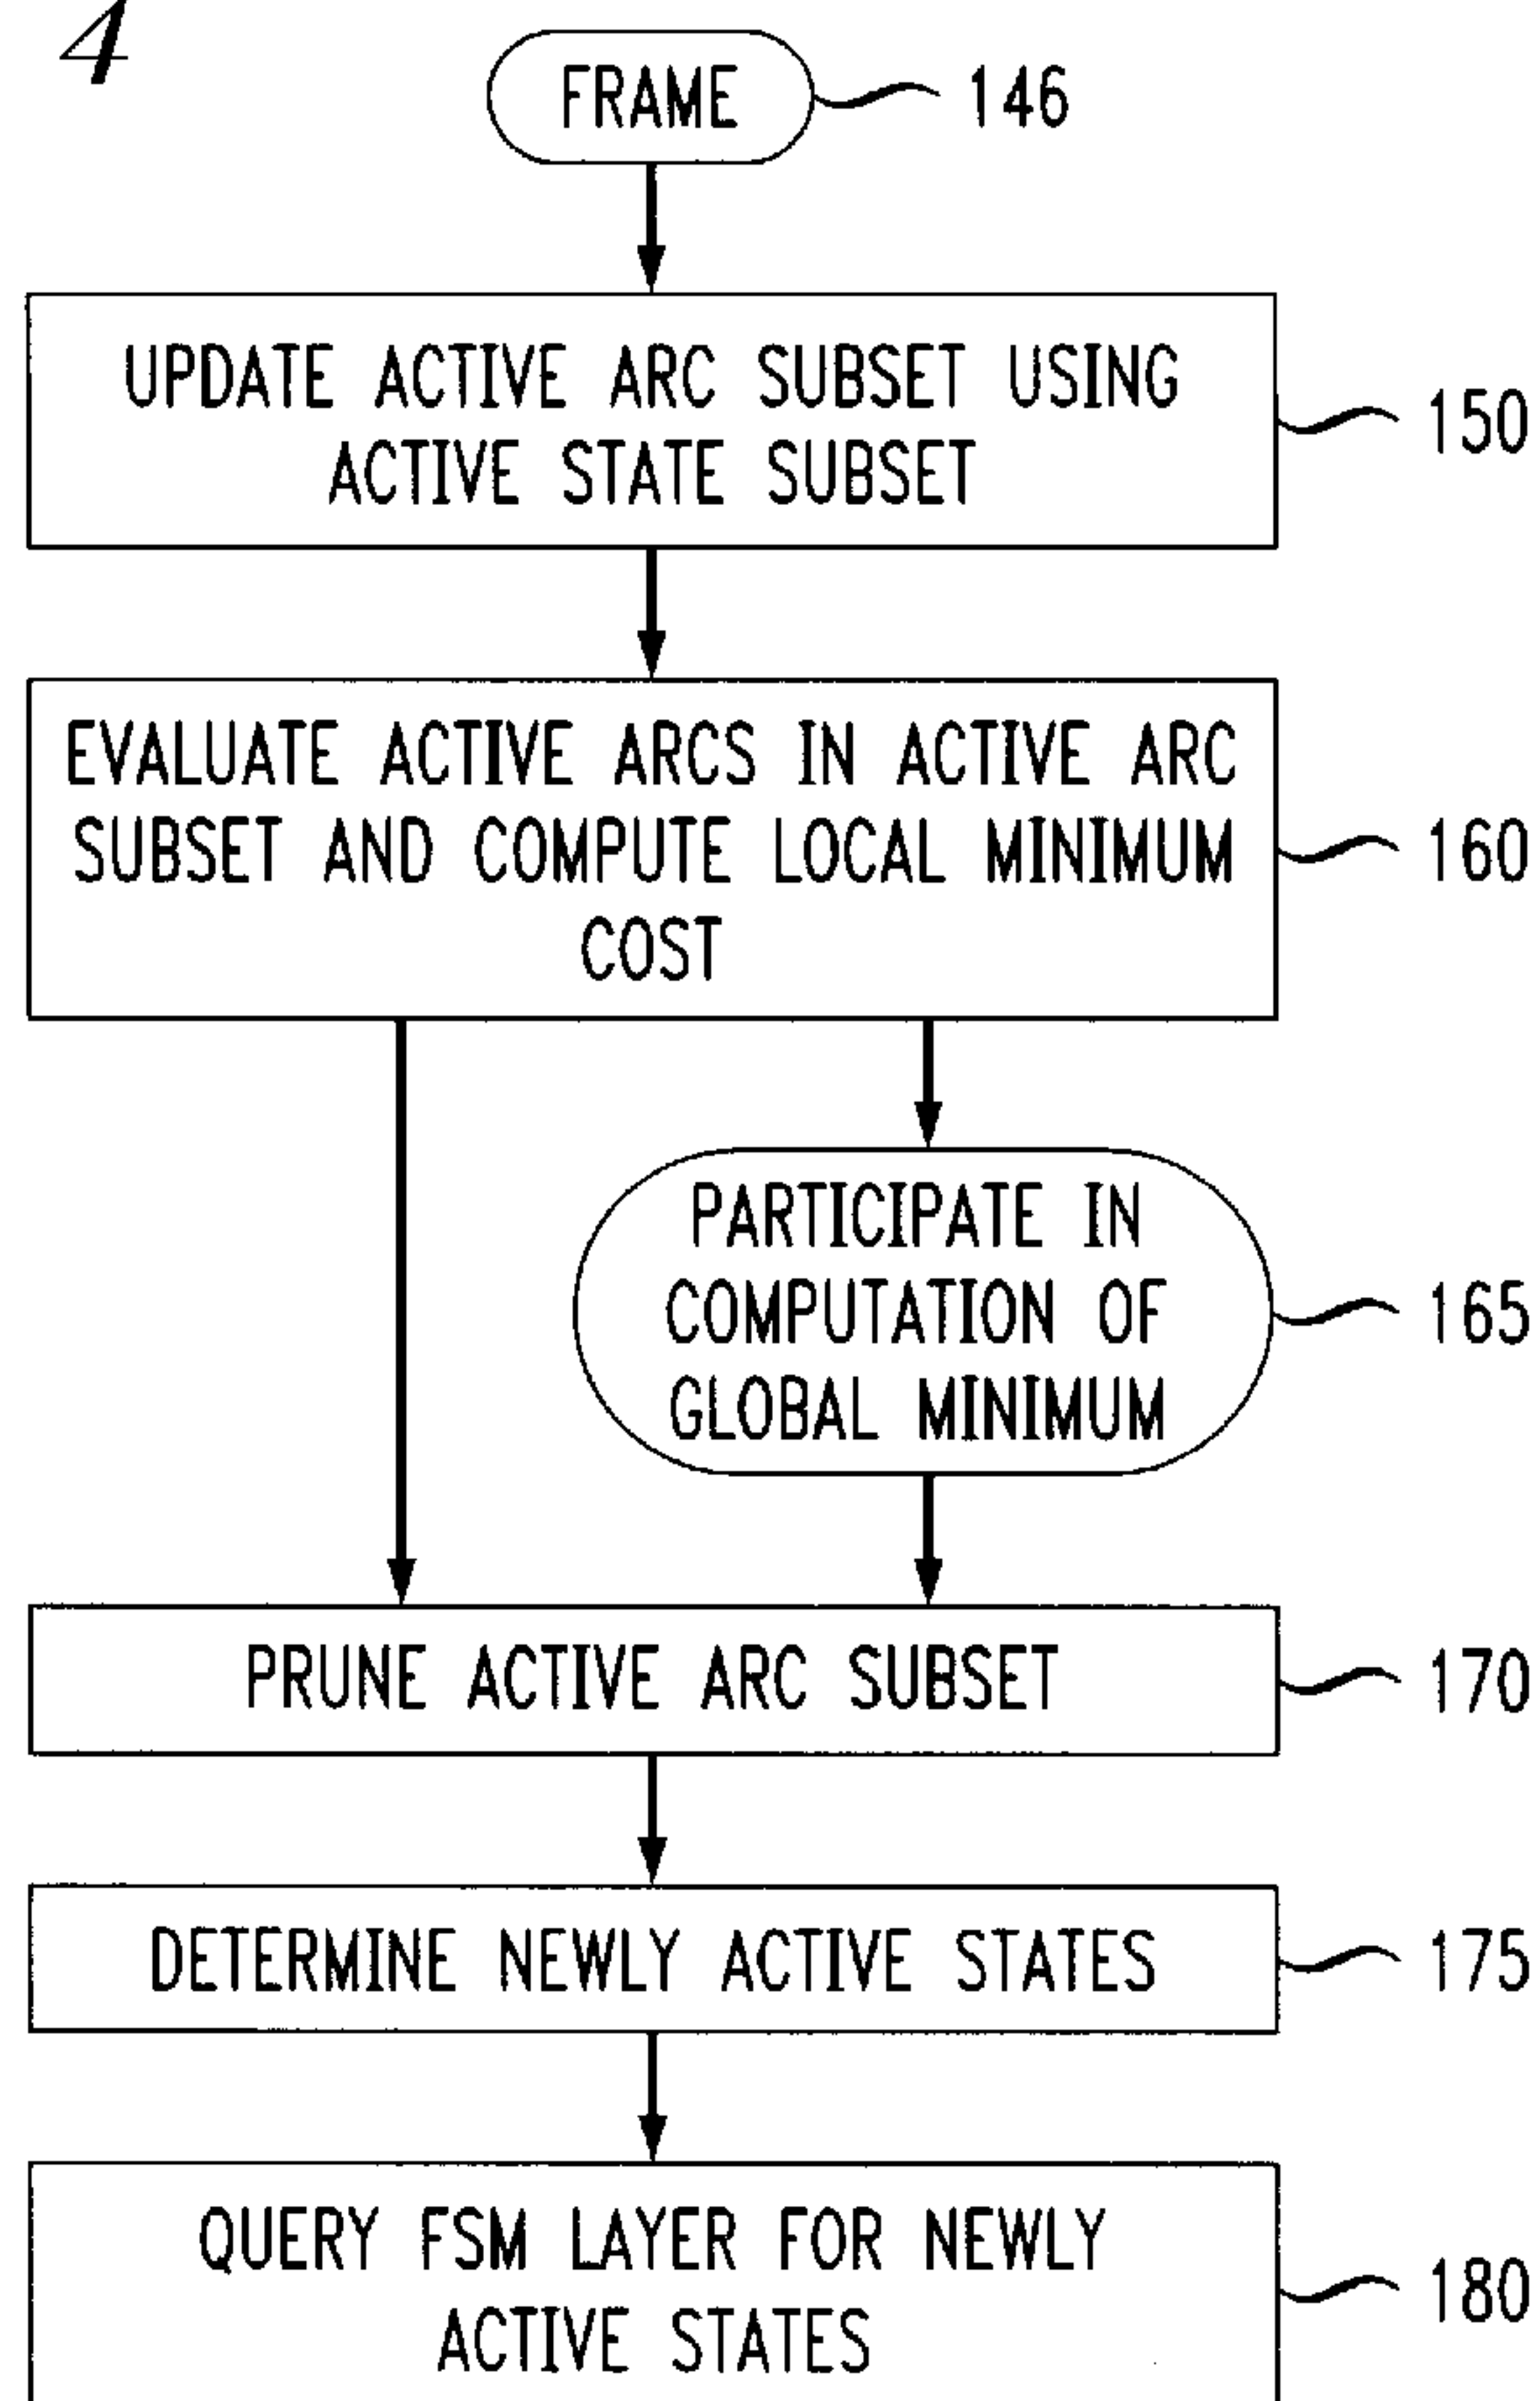 4
FRAME
146
UPDATE ACTIVE ARC SUBSET USING
ACTIVE STATE SUBSET
150
EVALUATE ACTIVE ARCS IN ACTIVE ARC
SUBSET AND COMPUTE LOCAL MINIMUM
COST
160
PARTICIPATE IN
COMPUTATION OF
GLOBAL MINIMUM
165
PRUNE ACTIVE ARC SUBSET
170
DETERMINE NEWLY ACTIVE STATES
175
QUERY FSM LAYER FOR NEWLY
ACTIVE STATES
180